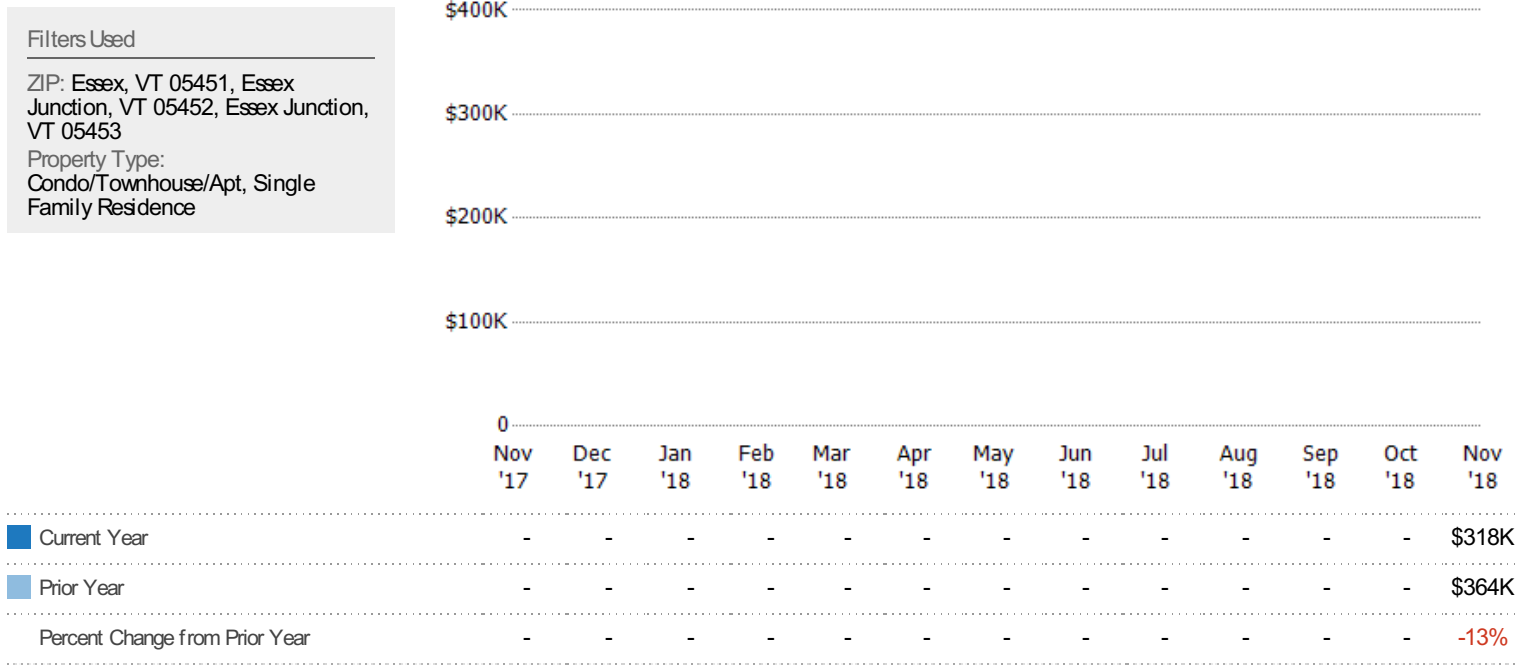 Filters Used
ZIP: Essex, VT 05451, Essex
Junction, VT 05452, Essex Junction,
VT 05453
Property Type:
Condo/Townhouse/Apt, Single
Family Residence
$400K
$300K
$200K
$100K
0
Nov Dec Jan Feb Mar Apr May Jun Jul Aug Sep Oct Nov
'17 '17 '18 '18 '18 '18 '18 '18 '18 '18 '18 '18 '18
Current Year - - - - - - - - - - - - $318K
Prior Year - - - - - - - - - - - - $364K
Percent Change from Prior Year - - - - - - - - - - - - -13%